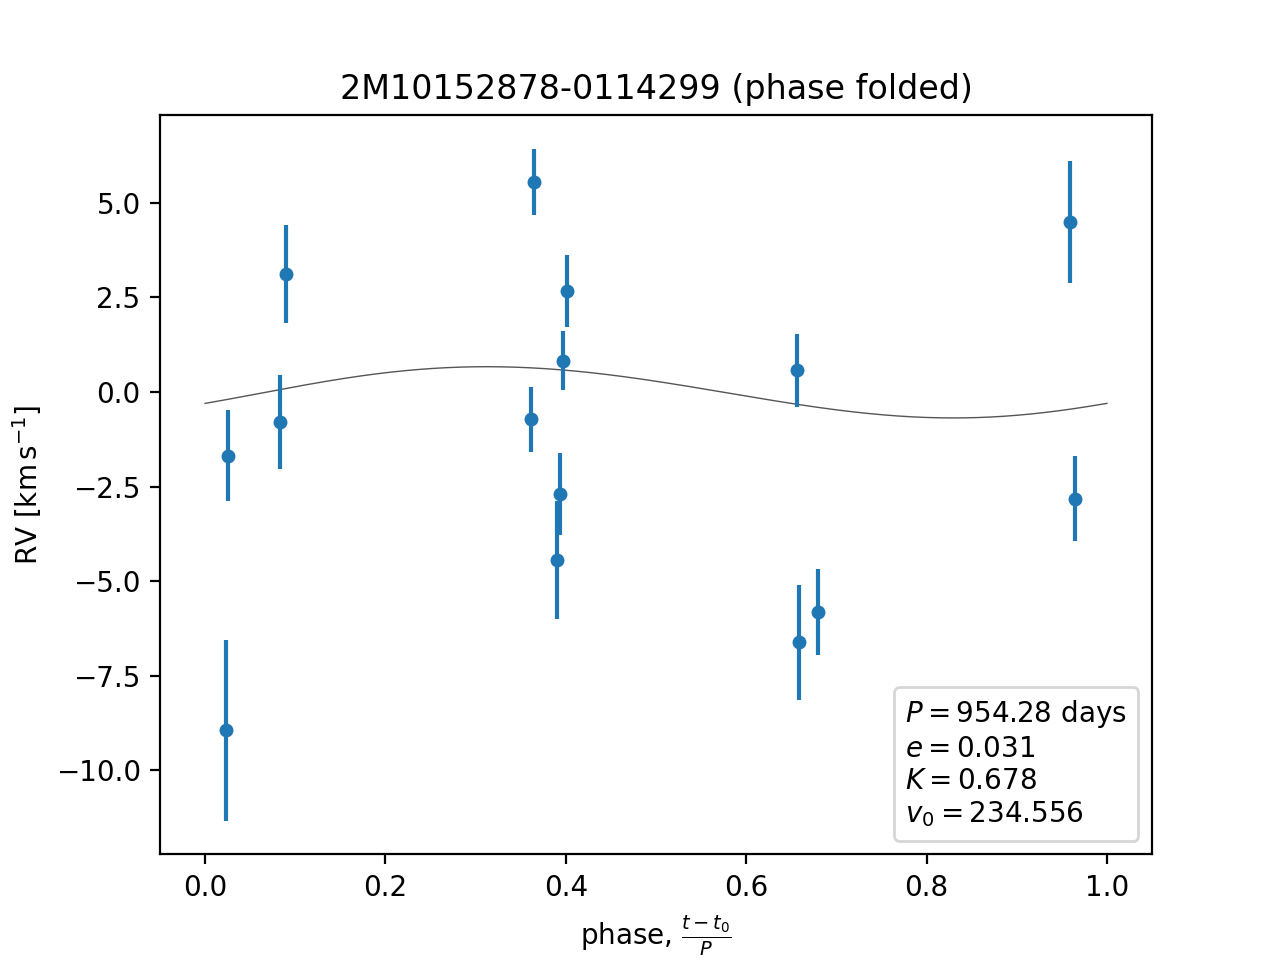 2M10152878-0114299 (phase folded)
RV [km s⁻¹]
5.0
2.5
0.0
−2.5
−5.0
−7.5
−10.0
P = 954.28 days
e = 0.031
K = 0.678
v₀ = 234.556
0.0 0.2 0.4 0.6 0.8 1.0
phase, (t − t₀)/P